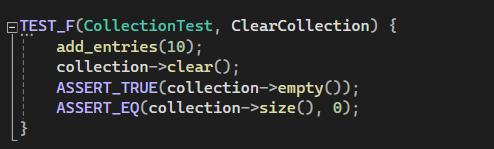 TEST_F(CollectionTest, ClearCollection) {
    add_entries(10);
    collection->clear();
    ASSERT_TRUE(collection->empty());
    ASSERT_EQ(collection->size(), 0);
}